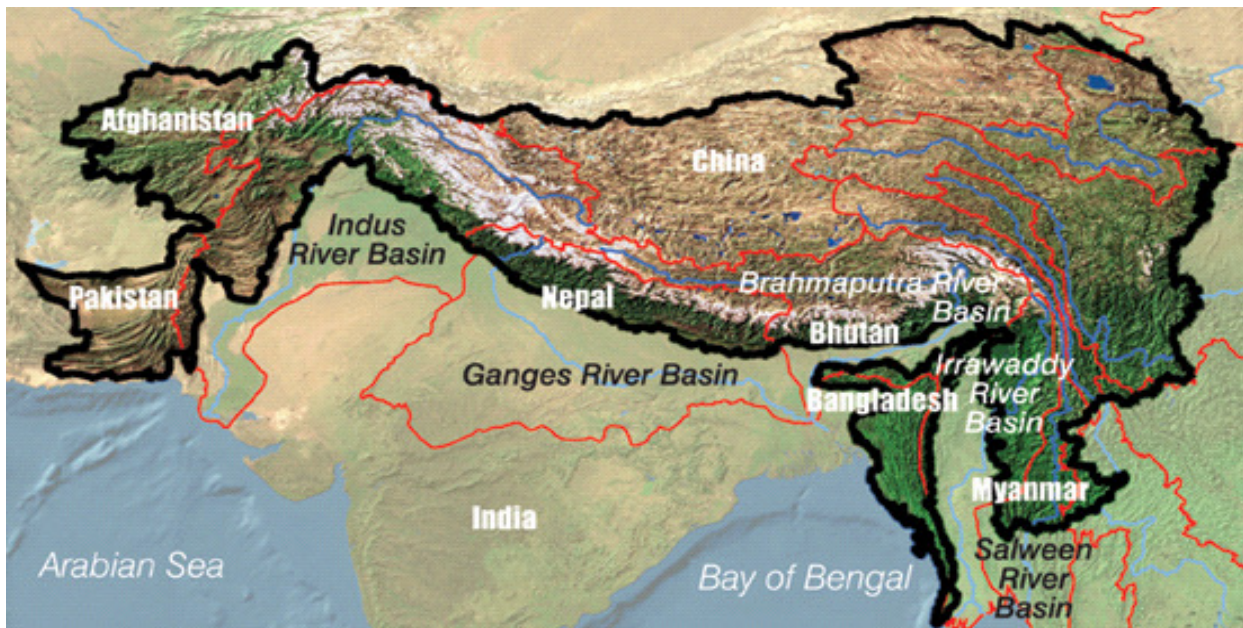 Afghanistan
China
Indus
River Basin
Pakistan
Nepal
Brahmaputra River
Basin
Bhutan
Ganges River Basin
Irrawaddy
River
Basin
Bangladesh
Myanmar
India
Arabian Sea
Bay of Bengal
Salween
River
Basin